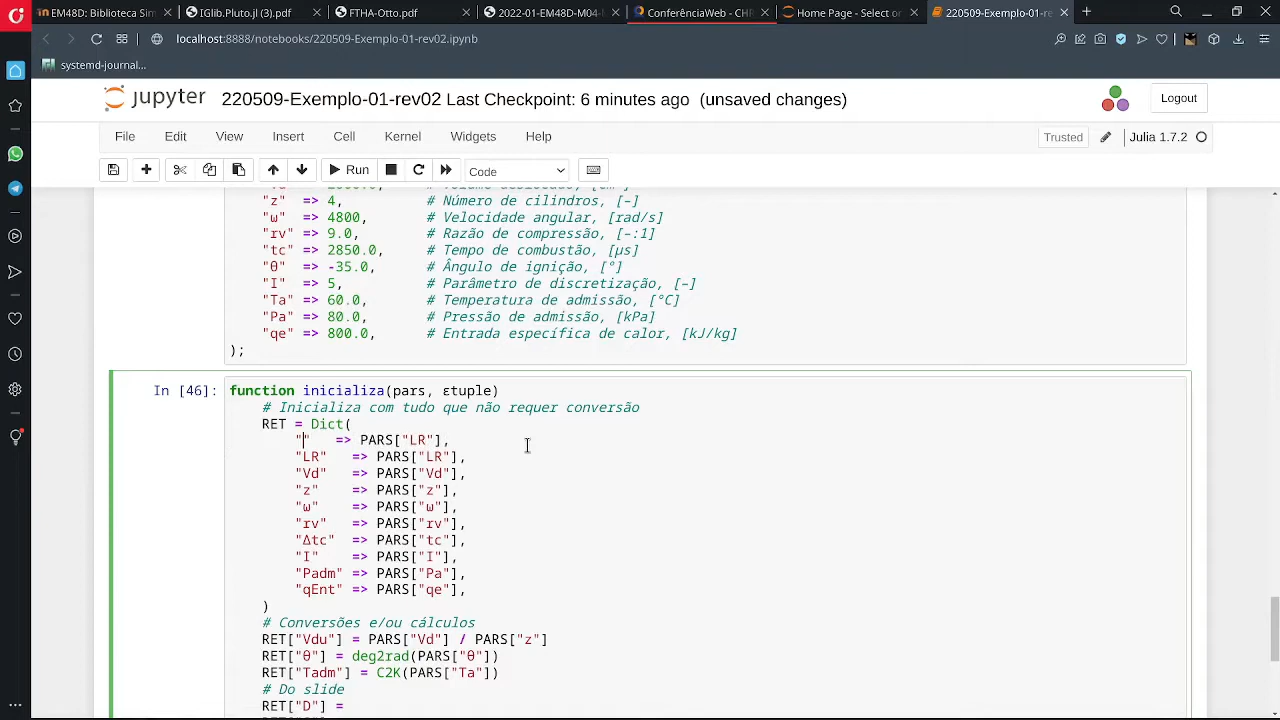 EM48D; Biblioteca Sim
IGlib.Pluto.jl (3).pdf
FTHA-Otto.pdf
2022-01-EM48D-M04-
ConferênciaWeb - CHR
Home Page - Select or
220509-Exemplo-01-re
localhost:8888/notebooks/220509-Exemplo-01-rev02.ipynb
systemd-journal...
jupyter 220509-Exemplo-01-rev02 Last Checkpoint: 6 minutes ago (unsaved changes)
Logout
File Edit View Insert Cell Kernel Widgets Help
Trusted
Julia 1.7.2
Run
Code
"z" => 4, # Número de cilindros, [-]
"ω" => 4800, # Velocidade angular, [rad/s]
"rv" => 9.0, # Razão de compressão, [-:1]
"tc" => 2850.0, # Tempo de combustão, [μs]
"θ" => -35.0, # Ângulo de ignição, [°]
"I" => 5, # Parâmetro de discretização, [-]
"Ta" => 60.0, # Temperatura de admissão, [°C]
"Pa" => 80.0, # Pressão de admissão, [kPa]
"qe" => 800.0, # Entrada específica de calor, [kJ/kg]
);
In [46]:
function inicializa(pars, εtuple)
# Inicializa com tudo que não requer conversão
RET = Dict(
"" => PARS["LR"],
"LR" => PARS["LR"],
"Vd" => PARS["Vd"],
"z" => PARS["z"],
"ω" => PARS["ω"],
"rv" => PARS["rv"],
"Δtc" => PARS["tc"],
"I" => PARS["I"],
"Padm" => PARS["Pa"],
"qEnt" => PARS["qe"],
)
# Conversões e/ou cálculos
RET["Vdu"] = PARS["Vd"] / PARS["z"]
RET["θ"] = deg2rad(PARS["θ"])
RET["Tadm"] = C2K(PARS["Ta"])
# Do slide
RET["D"] =